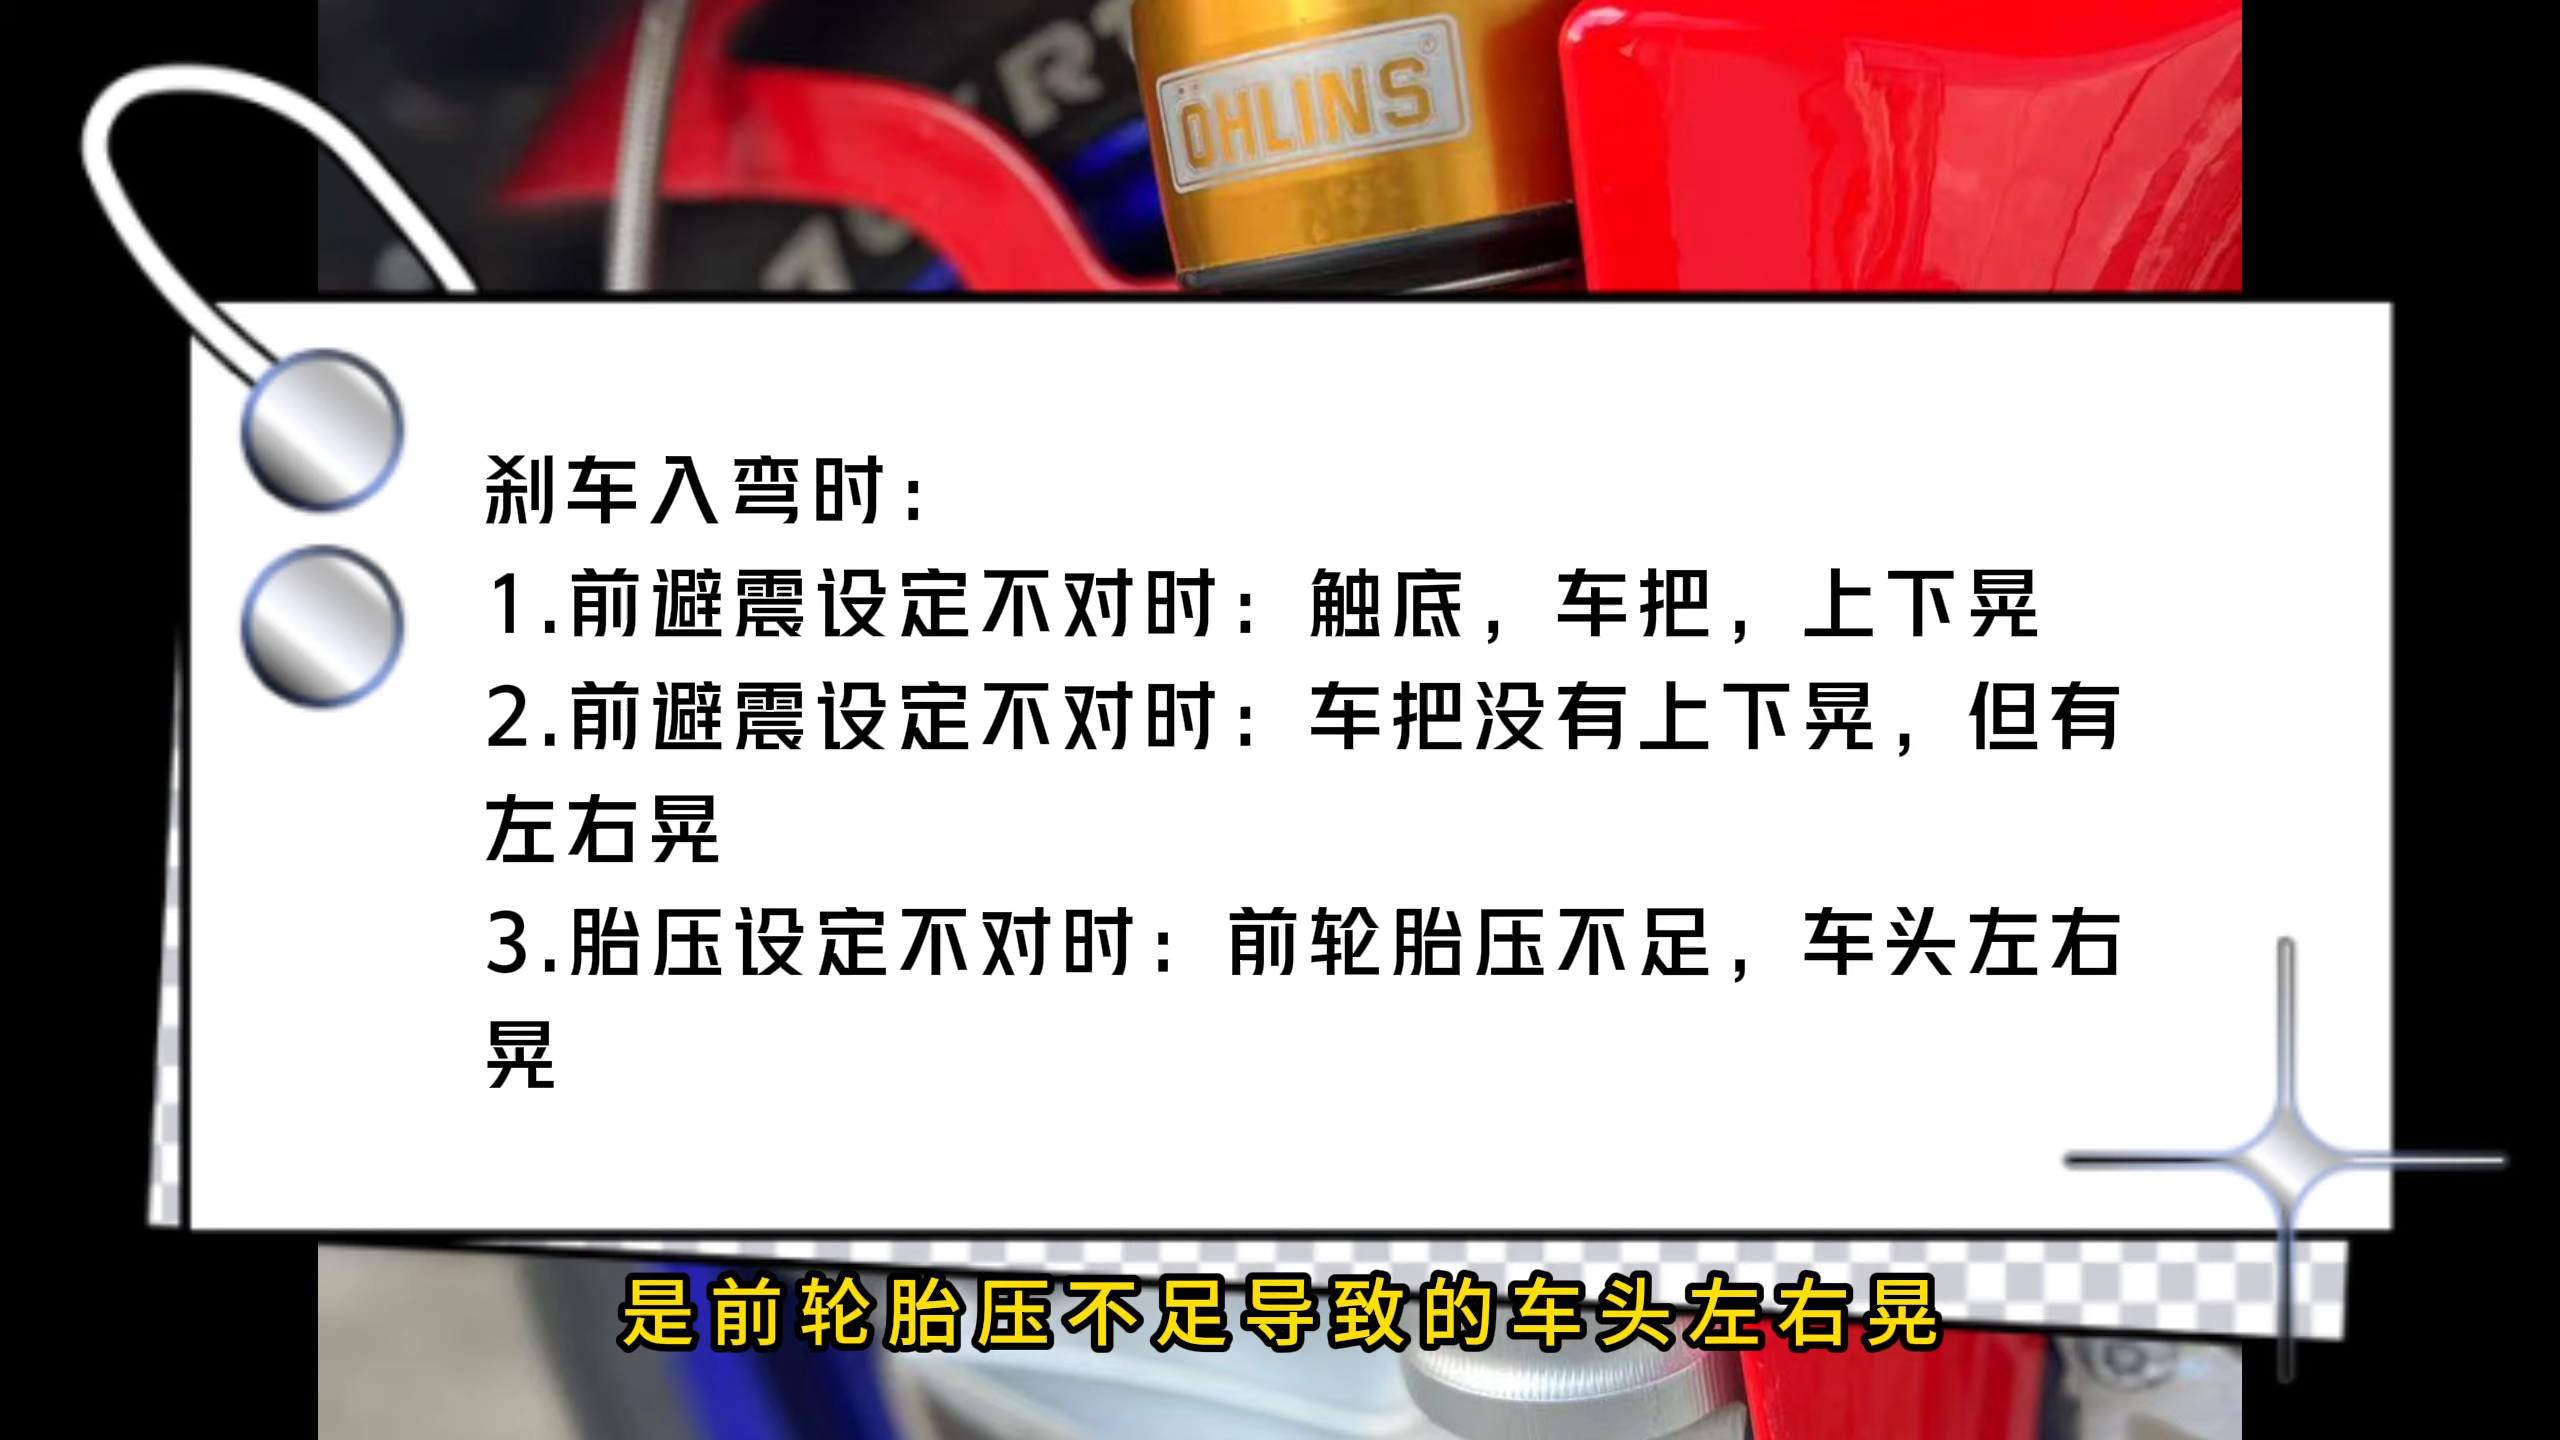 ÖHLINS®
刹车入弯时：
1.前避震设定不对时：触底，车把，上下晃
2.前避震设定不对时：车把没有上下晃，但有
左右晃
3.胎压设定不对时：前轮胎压不足，车头左右
晃
是前轮胎压不足导致的车头左右晃